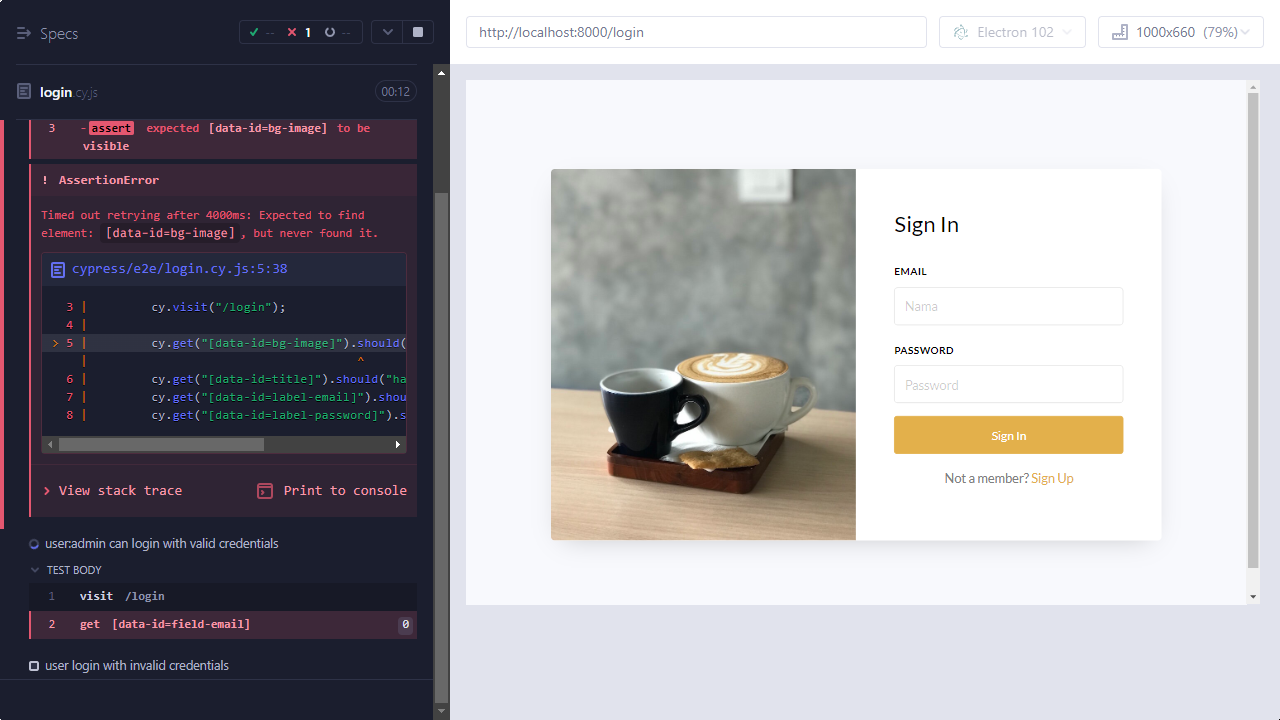 Specs
-- 1 --
login.cy.js
00:12
3 -assert expected [data-id=bg-image] to be
visible
! AssertionError
Timed out retrying after 4000ms: Expected to find
element: [data-id=bg-image], but never found it.
cypress/e2e/login.cy.js:5:38
3 | cy.visit("/login");
4 |
> 5 | cy.get("[data-id=bg-image]").should(
| ^
6 | cy.get("[data-id=title]").should("ha
7 | cy.get("[data-id=label-email]").shou
8 | cy.get("[data-id=label-password]").s
> View stack trace
Print to console
user:admin can login with valid credentials
TEST BODY
1 visit /login
2 get [data-id=field-email] 0
user login with invalid credentials
http://localhost:8000/login
Electron 102
1000x660 (79%)
Sign In
EMAIL
Nama
PASSWORD
Password
Sign In
Not a member? Sign Up